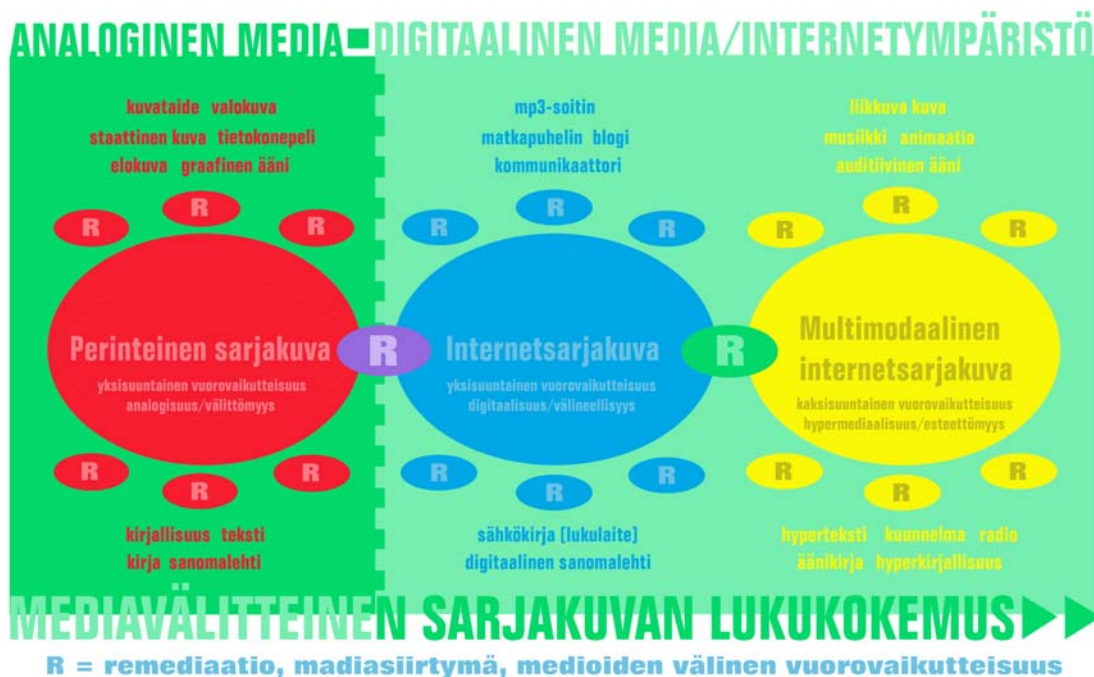 ANALOGINEN MEDIA■DIGITAALINEN MEDIA/INTERNETYMPÄRISTÖ
kuvataide valokuva
staattinen kuva tietokonepeli
elokuva graafinen ääni
R R R
Perinteinen sarjakuva
yksisuuntainen vuorovaikutteisuus
analogisuus/välittömyys
R R R
kirjallisuus teksti
kirja sanomalehti
R
mp3-soitin
matkapuhelin blogi
kommunikaattori
R R R
Internetsarjakuva
yksisuuntainen vuorovaikutteisuus
digitaalisuus/välineellisyys
R R R
sähkökirja [lukulaite]
digitaalinen sanomalehti
R
liikkuva kuva
musiikki animaatio
auditiivinen ääni
R R R
Multimodaalinen
internetsarjakuva
kaksisuuntainen vuorovaikutteisuus
hypermediaalisuus/esteettömyys
R R R
hyperteksti kuunnelma radio
äänikirja hyperkirjallisuus
MEDIAVÄLITTEINEN SARJAKUVAN LUKUKOKEMUS▶▶
R = remediaatio, madiasiirtymä, medioiden välinen vuorovaikutteisuus